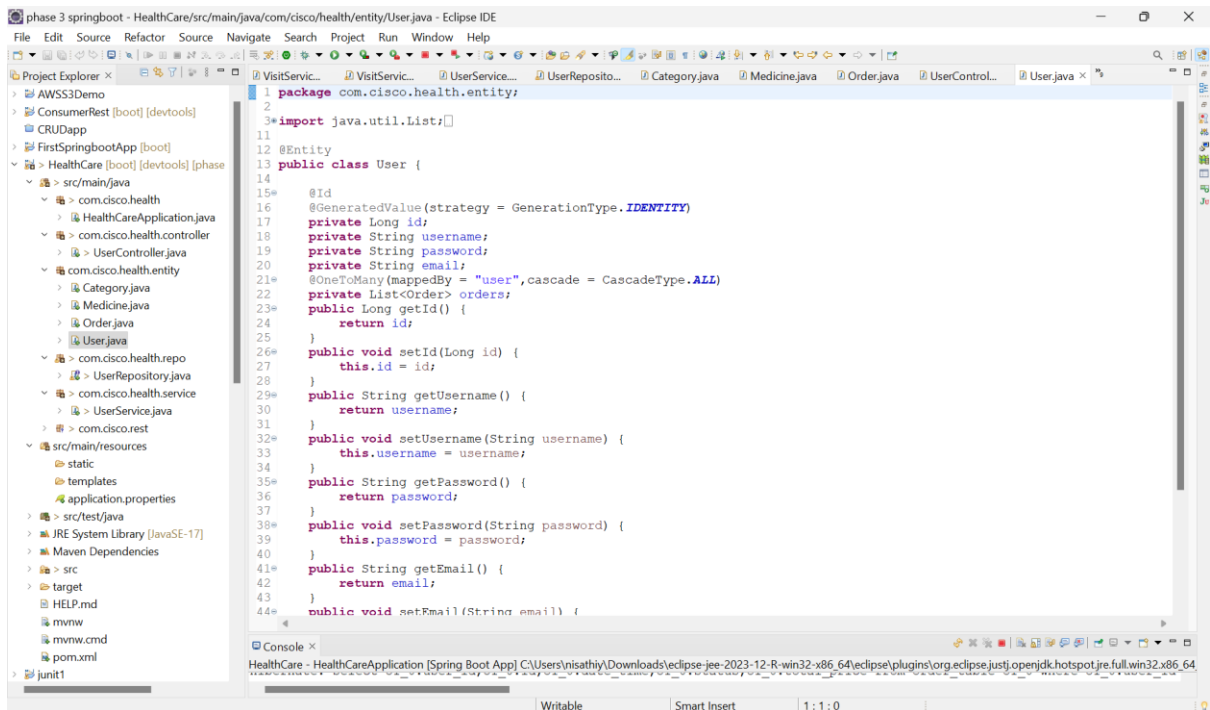 phase 3 springboot - HealthCare/src/main/java/com/cisco/health/entity/User.java - Eclipse IDE
File Edit Source Refactor Source Navigate Search Project Run Window Help
Project Explorer ×
VisitServic... VisitServic... UserService.... UserReposito... Category.java Medicine.java Order.java UserControl... User.java ×
AWSS3Demo
ConsumerRest [boot] [devtools]
CRUDapp
FirstSpringbootApp [boot]
> HealthCare [boot] [devtools] [phase
> src/main/java
> com.cisco.health
> HealthCareApplication.java
> com.cisco.health.controller
> UserController.java
com.cisco.health.entity
Category.java
Medicine.java
> Order.java
> User.java
> com.cisco.health.repo
> UserRepository.java
> com.cisco.health.service
> UserService.java
> com.cisco.rest
src/main/resources
static
templates
application.properties
> src/test/java
JRE System Library [JavaSE-17]
Maven Dependencies
> src
target
HELP.md
mvnw
mvnw.cmd
pom.xml
junit1
1 package com.cisco.health.entity;
2
3 import java.util.List;
11
12 @Entity
13 public class User {
14
15 @Id
16 @GeneratedValue(strategy = GenerationType.IDENTITY)
17 private Long id;
18 private String username;
19 private String password;
20 private String email;
21 @OneToMany(mappedBy = "user",cascade = CascadeType.ALL)
22 private List<Order> orders;
23 public Long getId() {
24 return id;
25 }
26 public void setId(Long id) {
27 this.id = id;
28 }
29 public String getUsername() {
30 return username;
31 }
32 public void setUsername(String username) {
33 this.username = username;
34 }
35 public String getPassword() {
36 return password;
37 }
38 public void setPassword(String password) {
39 this.password = password;
40 }
41 public String getEmail() {
42 return email;
43 }
44 public void setEmail(String email) {
Console ×
HealthCare - HealthCareApplication [Spring Boot App] C:\Users\nisathiy\Downloads\eclipse-jee-2023-12-R-win32-x86_64\eclipse\plugins\org.eclipse.justj.openjdk.hotspot.jre.full.win32.x86_64
Writable Smart Insert 1 : 1 : 0